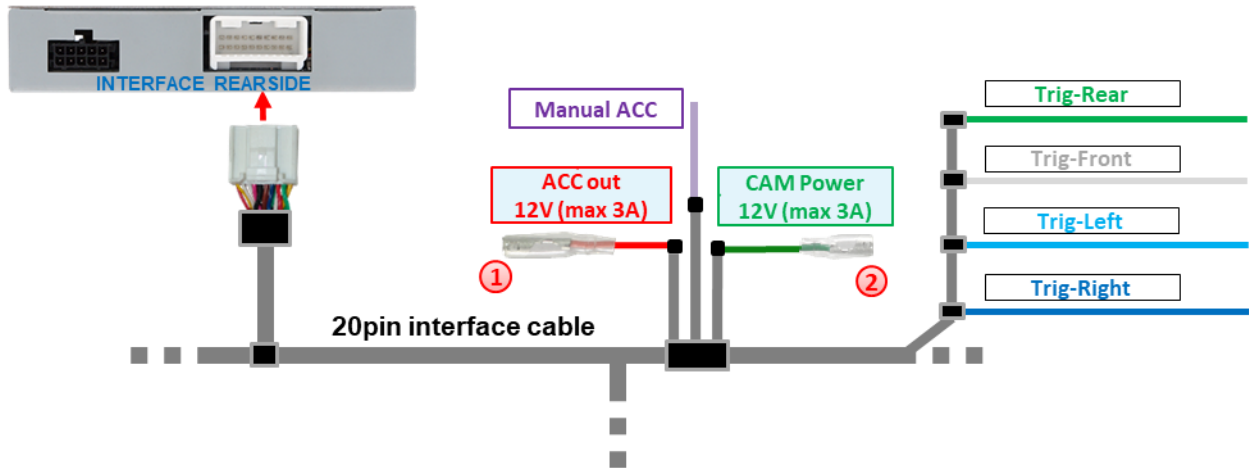 INTERFACE REARSIDE
Manual ACC
ACC out
12V (max 3A)
CAM Power
12V (max 3A)
1
2
20pin interface cable
Trig-Rear
Trig-Front
Trig-Left
Trig-Right